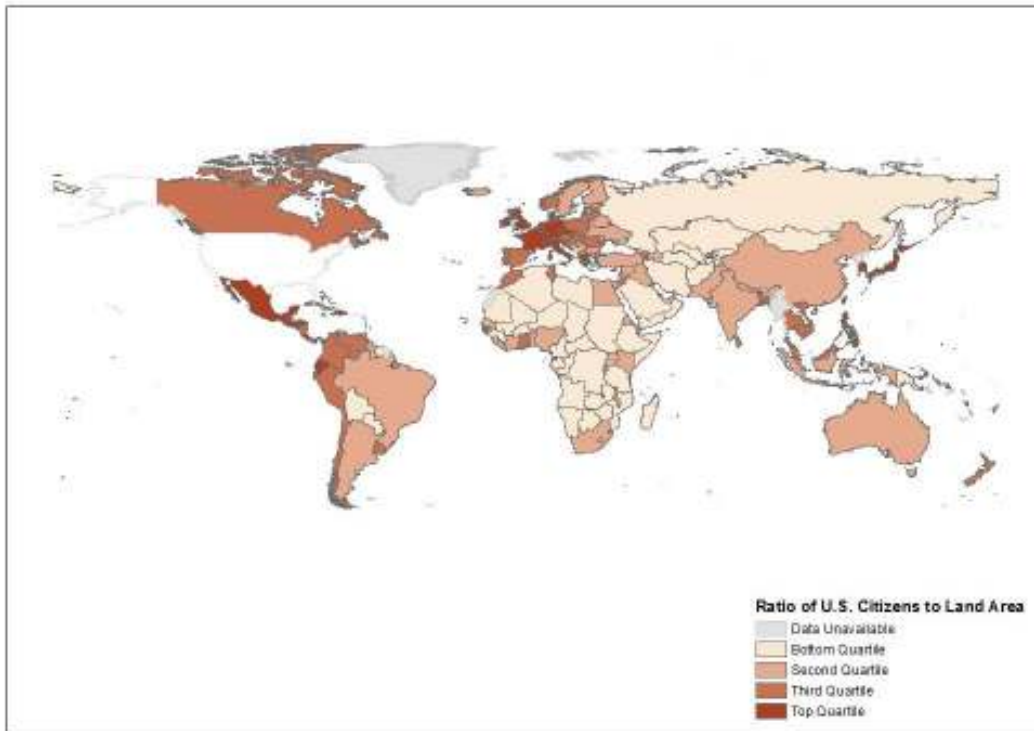 Ratio of U.S. Citizens to Land Area
Data Unavailable
Bottom Quartile
Second Quartile
Third Quartile
Top Quartile